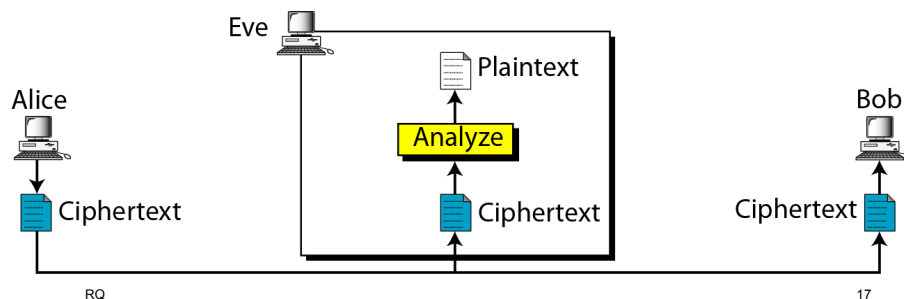 Eve
Plaintext
Alice
Bob
Analyze
Ciphertext
Ciphertext
Ciphertext
RQ
17